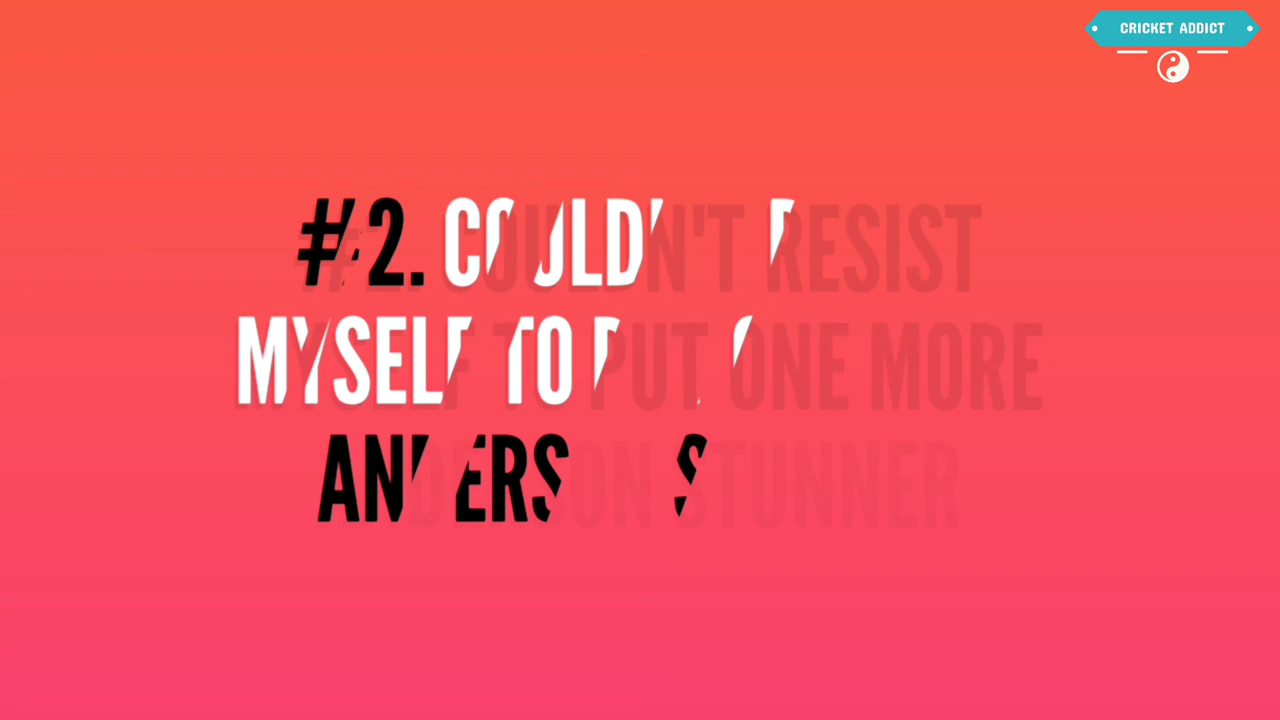 CRICKET ADDICT
#2. COULDN'T RESIST
MYSELF TO PUT ONE MORE
ANDERSON STUNNER